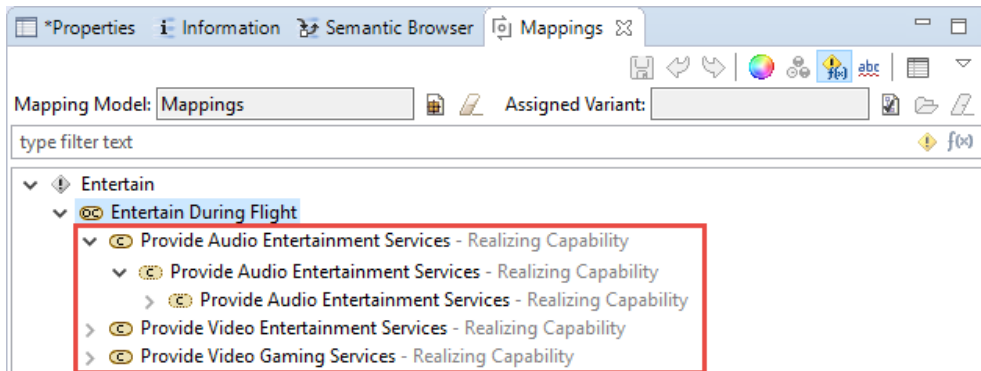 *Properties Information Semantic Browser Mappings
abc f(x)
Mapping Model: Mappings Assigned Variant:
type filter text f(x)
Entertain
OC Entertain During Flight
C Provide Audio Entertainment Services - Realizing Capability
C Provide Audio Entertainment Services - Realizing Capability
C Provide Audio Entertainment Services - Realizing Capability
C Provide Video Entertainment Services - Realizing Capability
C Provide Video Gaming Services - Realizing Capability